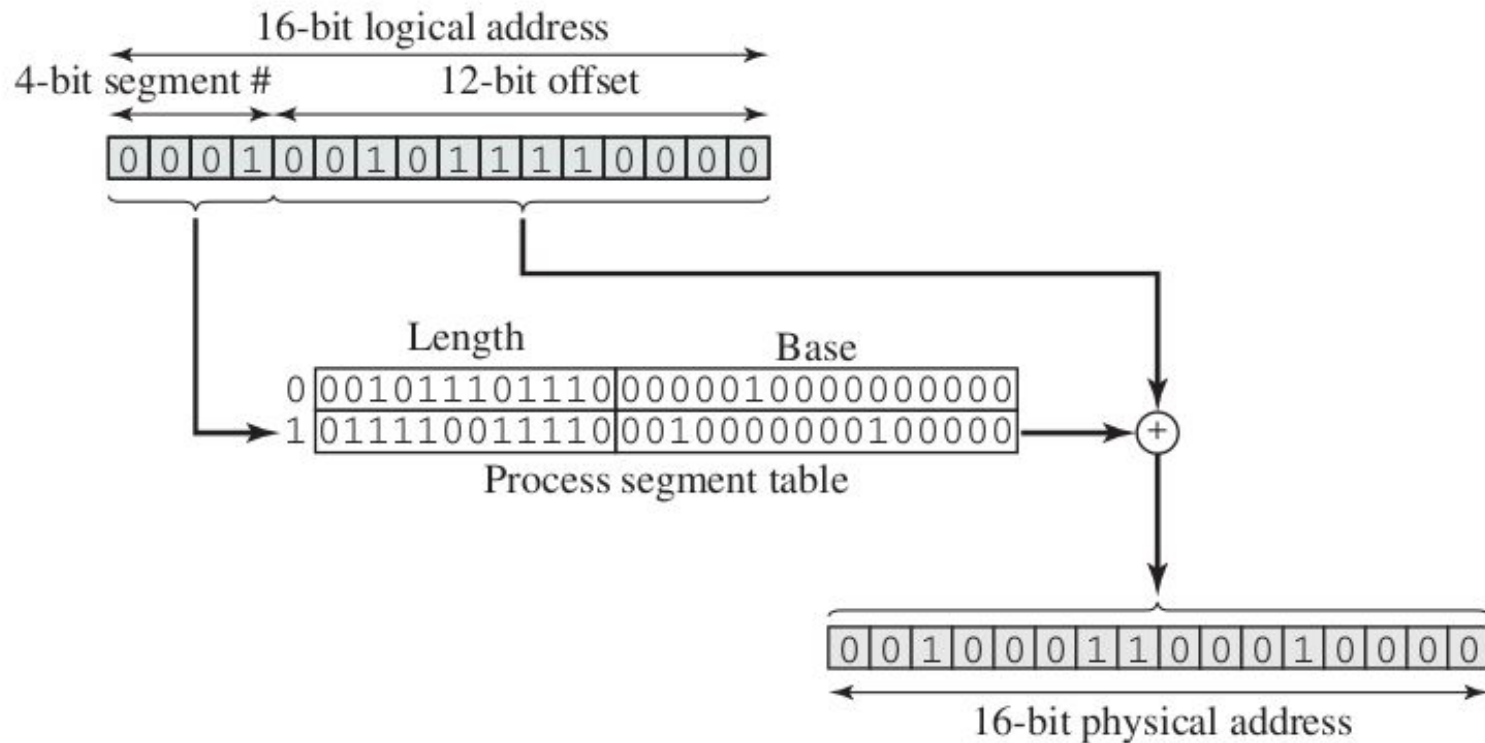 16-bit logical address
4-bit segment # 12-bit offset
0 0 0 1 0 0 1 0 1 1 1 1 0 0 0 0
Length Base
0 001011101110 0000010000000000
1 011110011110 0010000000100000
+
Process segment table
0 0 1 0 0 0 1 1 0 0 0 1 0 0 0 0
16-bit physical address